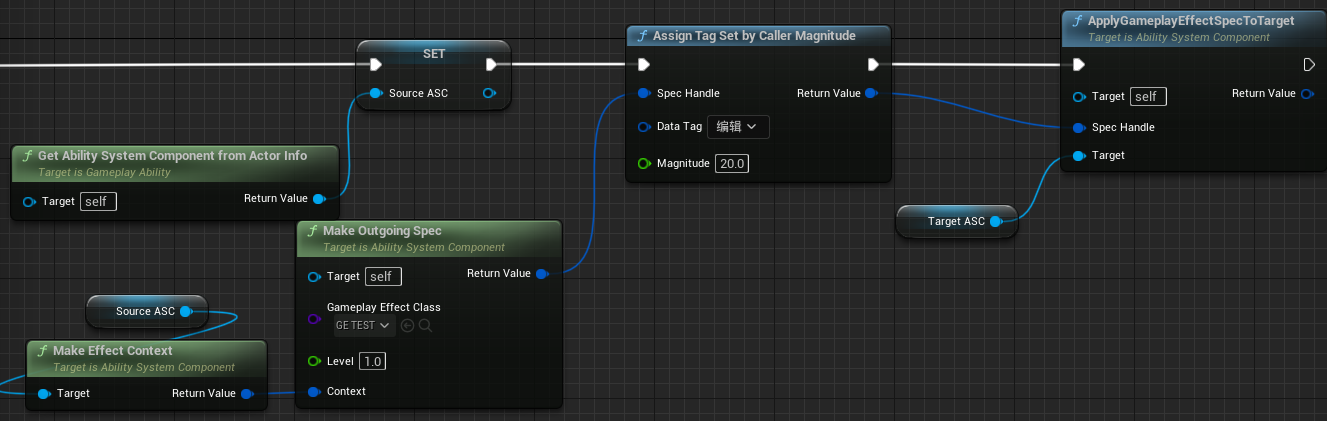 SET
Source ASC
Get Ability System Component from Actor Info
Target is Gameplay Ability
Target self
Return Value
Assign Tag Set by Caller Magnitude
Spec Handle
Return Value
Data Tag 编辑
Magnitude 20.0
ApplyGameplayEffectSpecToTarget
Target is Ability System Component
Target self
Return Value
Spec Handle
Target
Target ASC
Make Outgoing Spec
Target is Ability System Component
Target self
Return Value
Gameplay Effect Class
GE TEST
Level 1.0
Context
Source ASC
Make Effect Context
Target is Ability System Component
Target
Return Value